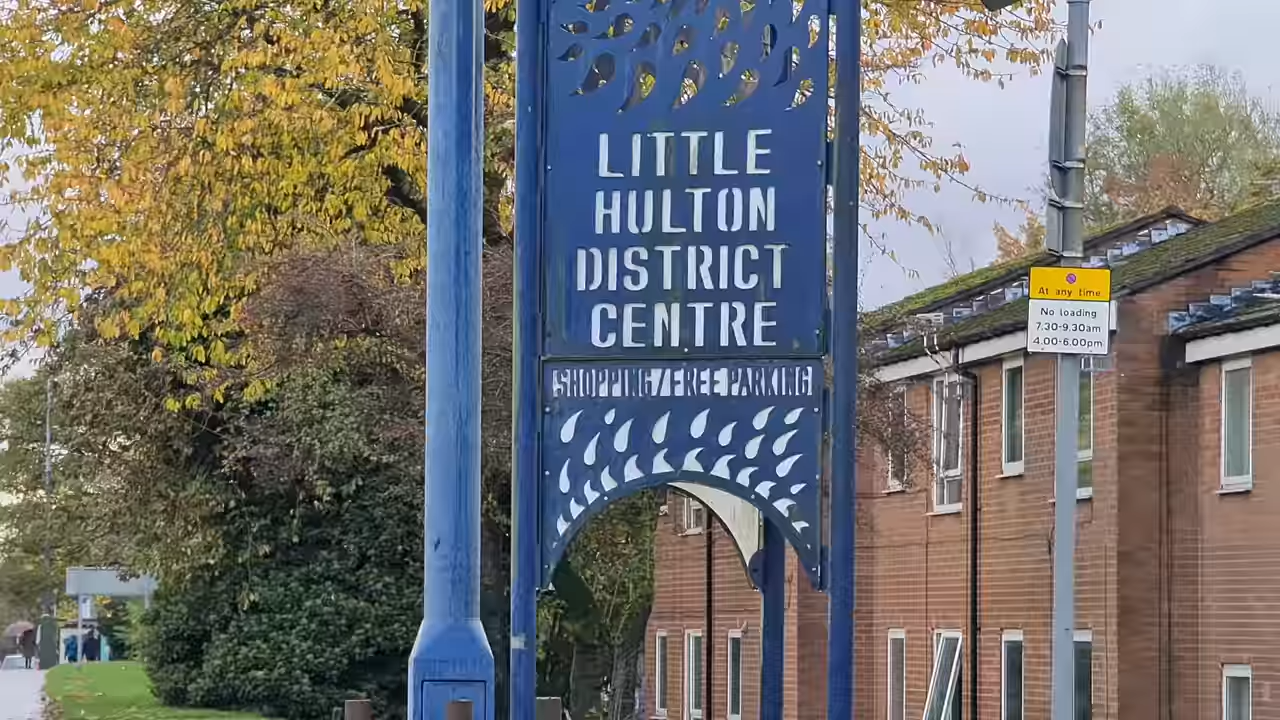 LITTLE
HULTON
DISTRICT
CENTRE
SHOPPING/FREE PARKING
At any time
No loading
7.30-9.30am
4.00-6.00pm